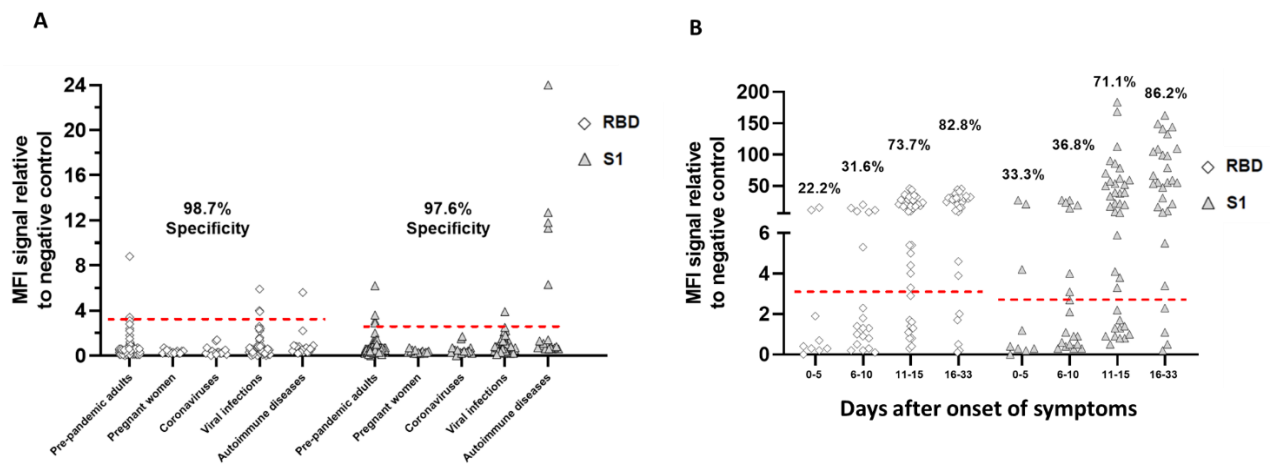 A
MFI signal relative
to negative control
24
20
16
12
8
4
0
98.7%
Specificity
97.6%
Specificity
RBD
S1
Pre-pandemic adults
Pregnant women
Coronaviruses
Viral infections
Autoimmune diseases
Pre-pandemic adults
Pregnant women
Coronaviruses
Viral infections
Autoimmune diseases
B
MFI signal relative
to negative control
200
150
100
50
6
4
2
0
22.2%
31.6%
73.7%
82.8%
33.3%
36.8%
71.1%
86.2%
RBD
S1
0-5
6-10
11-15
16-33
0-5
6-10
11-15
16-33
Days after onset of symptoms